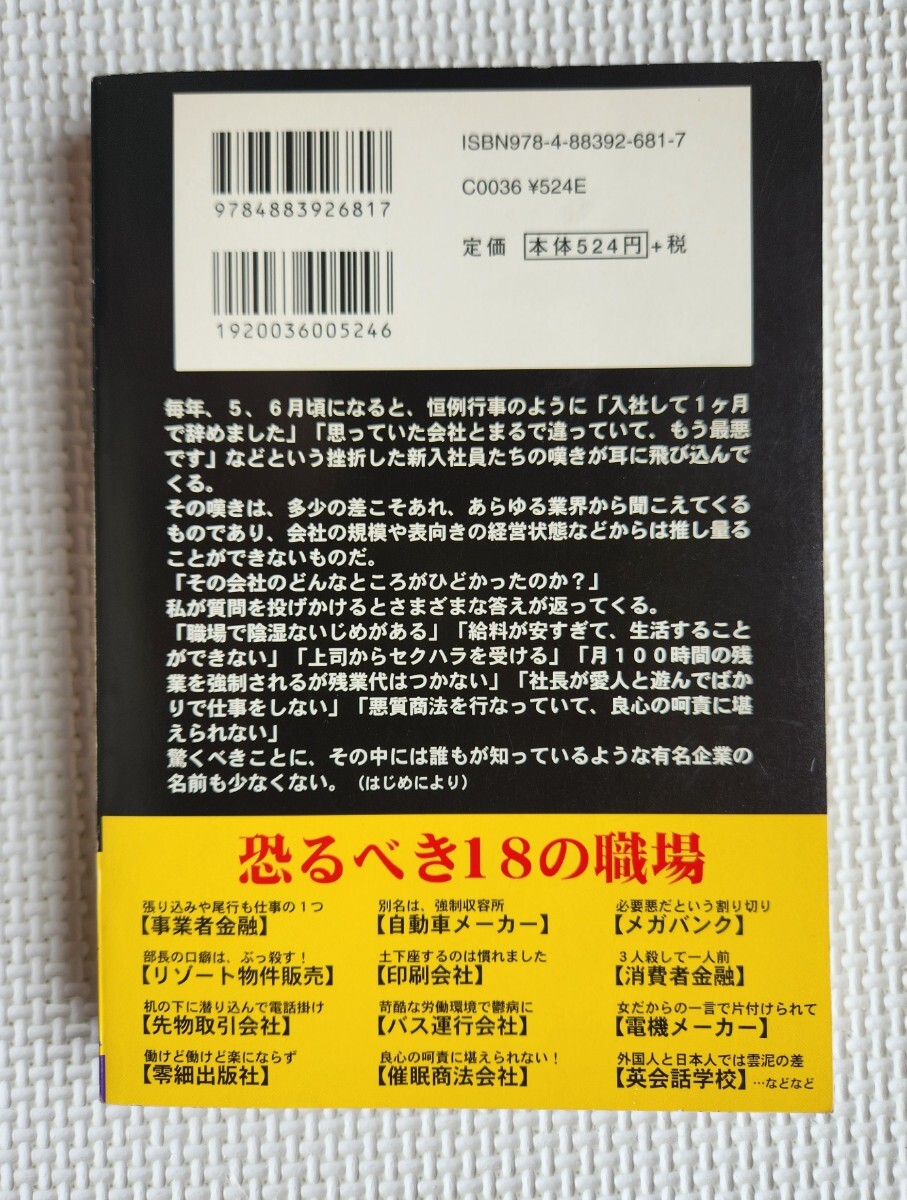 ISBN978-4-88392-681-7
9784883926817
C0036 ¥524E
定価 本体524円+税
1920036005246
毎年、5、6月頃になると、恒例行事のように「入社して1ヶ月
で辞めました」「思っていた会社とまるで違っていて、もう最悪
です」などという挫折した新入社員たちの嘆きが耳に飛び込んで
くる。
その嘆きは、多少の差こそあれ、あらゆる業界から聞こえてくる
ものであり、会社の規模や表向きの経営状態などからは推し量る
ことができないものだ。
「その会社のどんなところがひどかったのか?」
私が質問を投げかけるとさまざまな答えが返ってくる。
「職場で陰湿ないじめがある」「給料が安すぎて、生活すること
ができない」「上司からセクハラを受ける」「月100時間の残
業を強制されるが残業代はつかない」「社長が愛人と遊んでばか
りで仕事をしない」「悪質商法を行なっていて、良心の呵責に堪
えられない」
驚くべきことに、その中には誰もが知っているような有名企業の
名前も少なくない。(はじめにより)
恐るべき18の職場
張り込みや尾行も仕事の1つ
【事業者金融】
別名は、強制収容所
【自動車メーカー】
必要悪だという割り切り
【メガバンク】
部長の口癖は、ぶっ殺す!
【リゾート物件販売】
土下座するのは慣れました
【印刷会社】
3人殺して一人前
【消費者金融】
机の下に潜り込んで電話掛け
【先物取引会社】
苛酷な労働環境で鬱病に
【バス運行会社】
女だからの一言で片付けられて
【電機メーカー】
働けど働けど楽にならず
【零細出版社】
良心の呵責に堪えられない!
【催眠商法会社】
外国人と日本人では雲泥の差
【英会話学校】…などなど